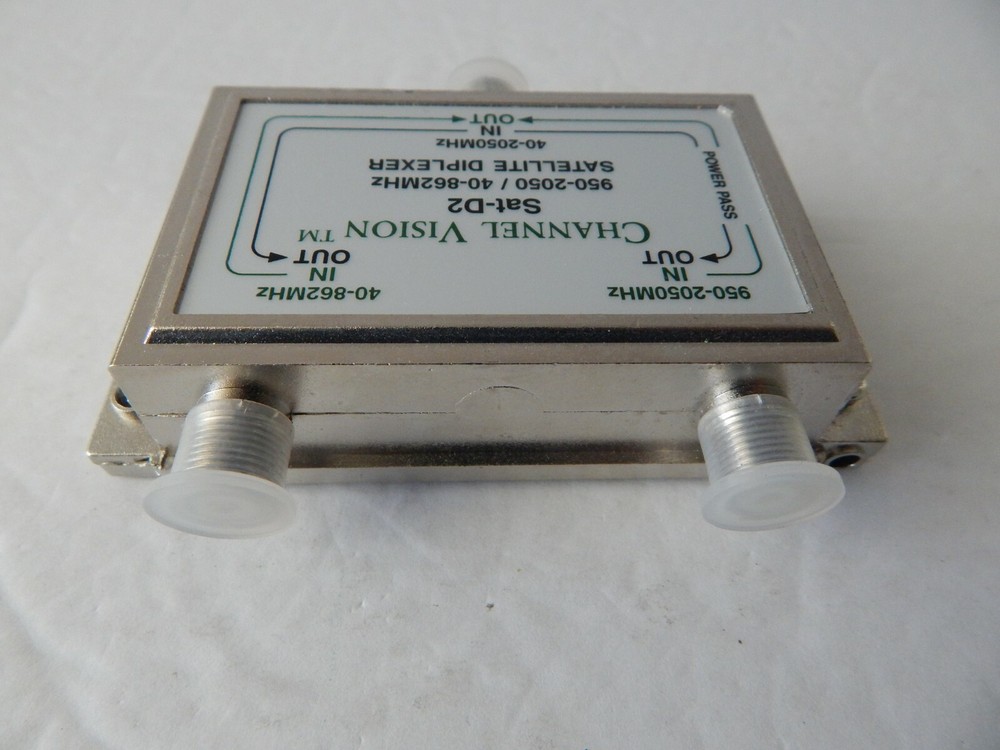 950-2050MHz
IN
OUT
40-862MHz
IN
OUT
POWER PASS
CHANNEL VISION TM
Sat-D2
950-2050 / 40-862MHz
SATELLITE DIPLEXER
40-2050MHz
IN
OUT